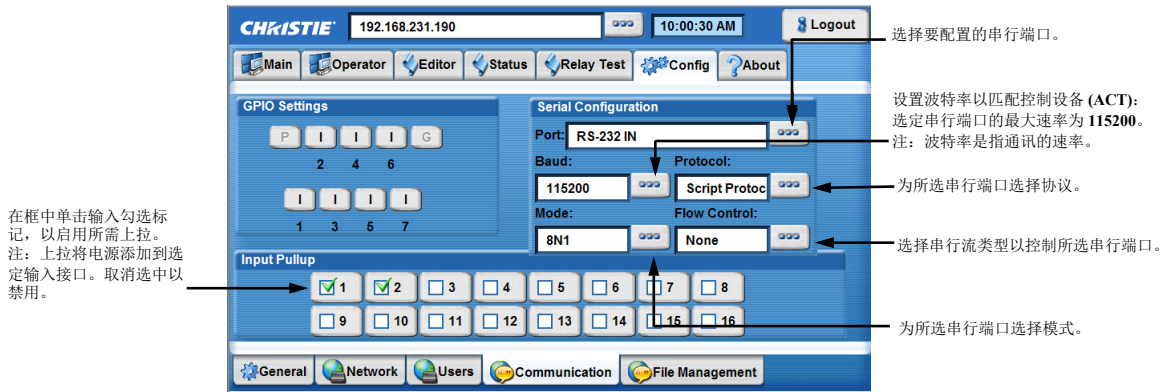 CHRISTIE 192.168.231.190 10:00:30 AM Logout
Main Operator Editor Status Relay Test Config About
GPIO Settings
P I I I G
2 4 6
I I I I
1 3 5 7
Serial Configuration
Port: RS-232 IN
Baud: Protocol:
115200 Script Protoc
Mode: Flow Control:
8N1 None
Input Pullup
1 2 3 4 5 6 7 8
9 10 11 12 13 14 15 16
General Network Users Communication File Management
选择要配置的串行端口。
设置波特率以匹配控制设备 (ACT)：
选定串行端口的最大速率为 115200。
注：波特率是指通讯的速率。
为所选串行端口选择协议。
选择串行流类型以控制所选串行端口。
为所选串行端口选择模式。
在框中单击输入勾选标
记，以启用所需上拉。
注：上拉将电源添加到选
定输入接口。取消选中以
禁用。